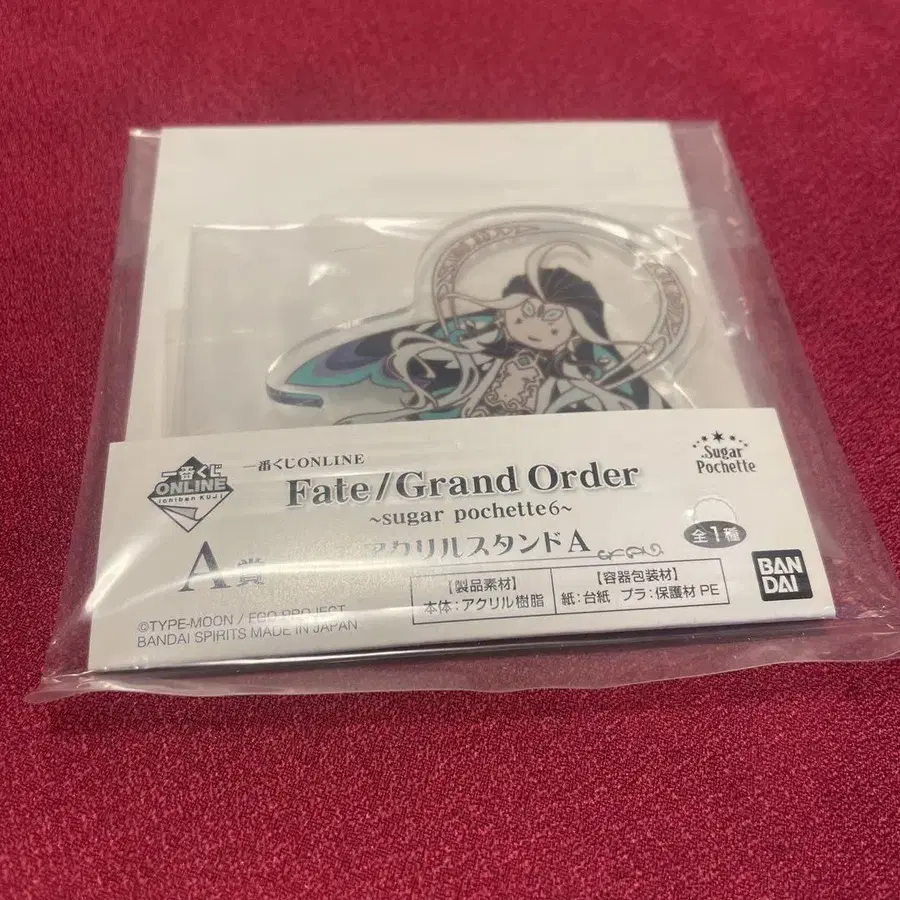 一番くじ
ONLINE
ichiban KUJI
一番くじONLINE
Fate/Grand Order
~sugar pochette6~
Sugar
Pochette
A賞
アクリルスタンドA
全1種
【製品素材】
本体:アクリル樹脂
【容器包装材】
紙:台紙 プラ:保護材 PE
BAN
DAI
©TYPE-MOON / FGO PROJECT
BANDAI SPIRITS MADE IN JAPAN